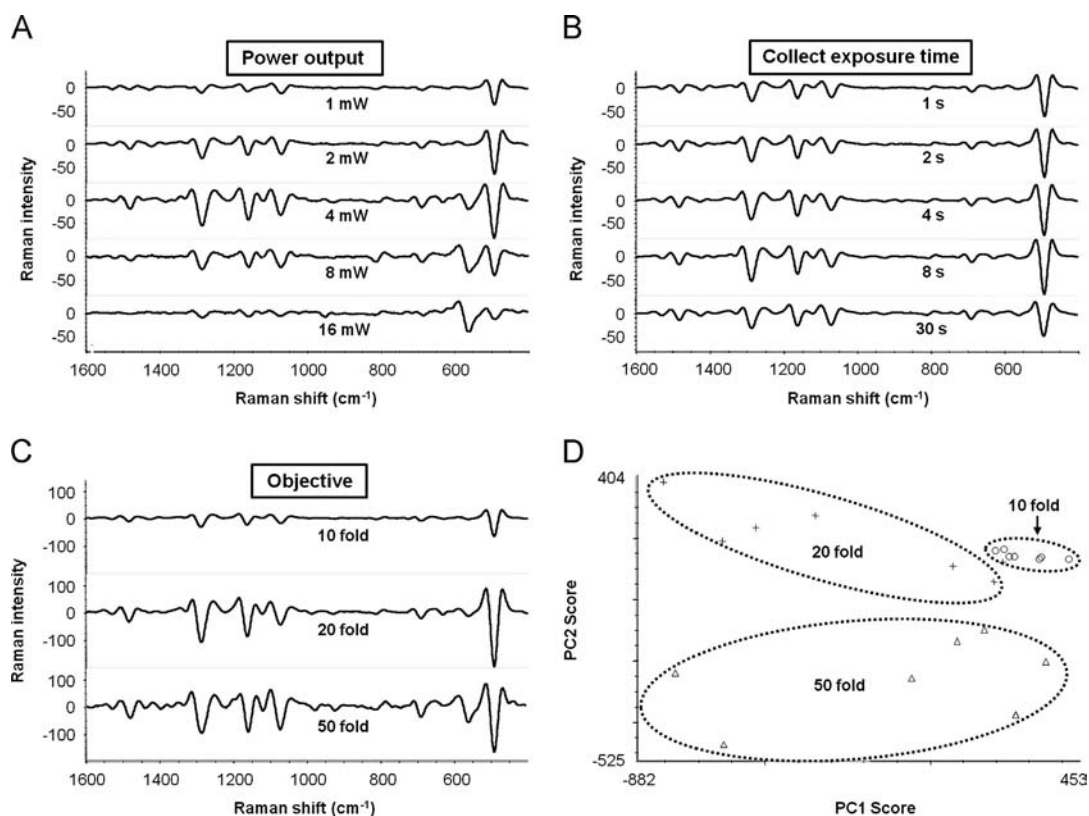 A
Power output
Raman intensity
0
-50
1 mW
0
-50
2 mW
0
-50
4 mW
0
-50
8 mW
0
-50
16 mW
1600 1400 1200 1000 800 600
Raman shift (cm⁻¹)
B
Collect exposure time
Raman intensity
0
-50
1 s
0
-50
2 s
0
-50
4 s
0
-50
8 s
0
-50
30 s
1600 1400 1200 1000 800 600
Raman shift (cm⁻¹)
C
Objective
Raman intensity
100
0
-100
10 fold
100
0
-100
20 fold
100
0
-100
50 fold
1600 1400 1200 1000 800 600
Raman shift (cm⁻¹)
D
404
10 fold
20 fold
PC2 Score
50 fold
-525
-882 453
PC1 Score